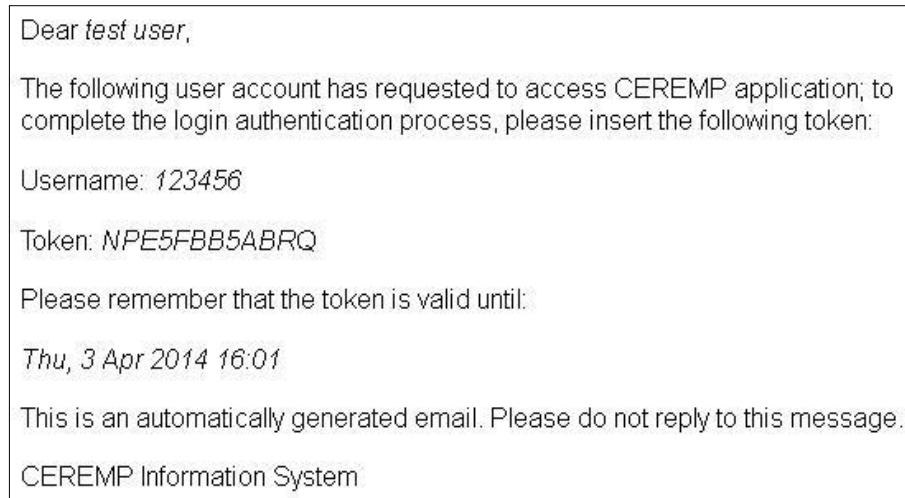 Dear test user,
The following user account has requested to access CEREMP application; to
complete the login authentication process, please insert the following token:
Username: 123456
Token: NPE5FBB5ABRQ
Please remember that the token is valid until:
Thu, 3 Apr 2014 16:01
This is an automatically generated email. Please do not reply to this message.
CEREMP Information System